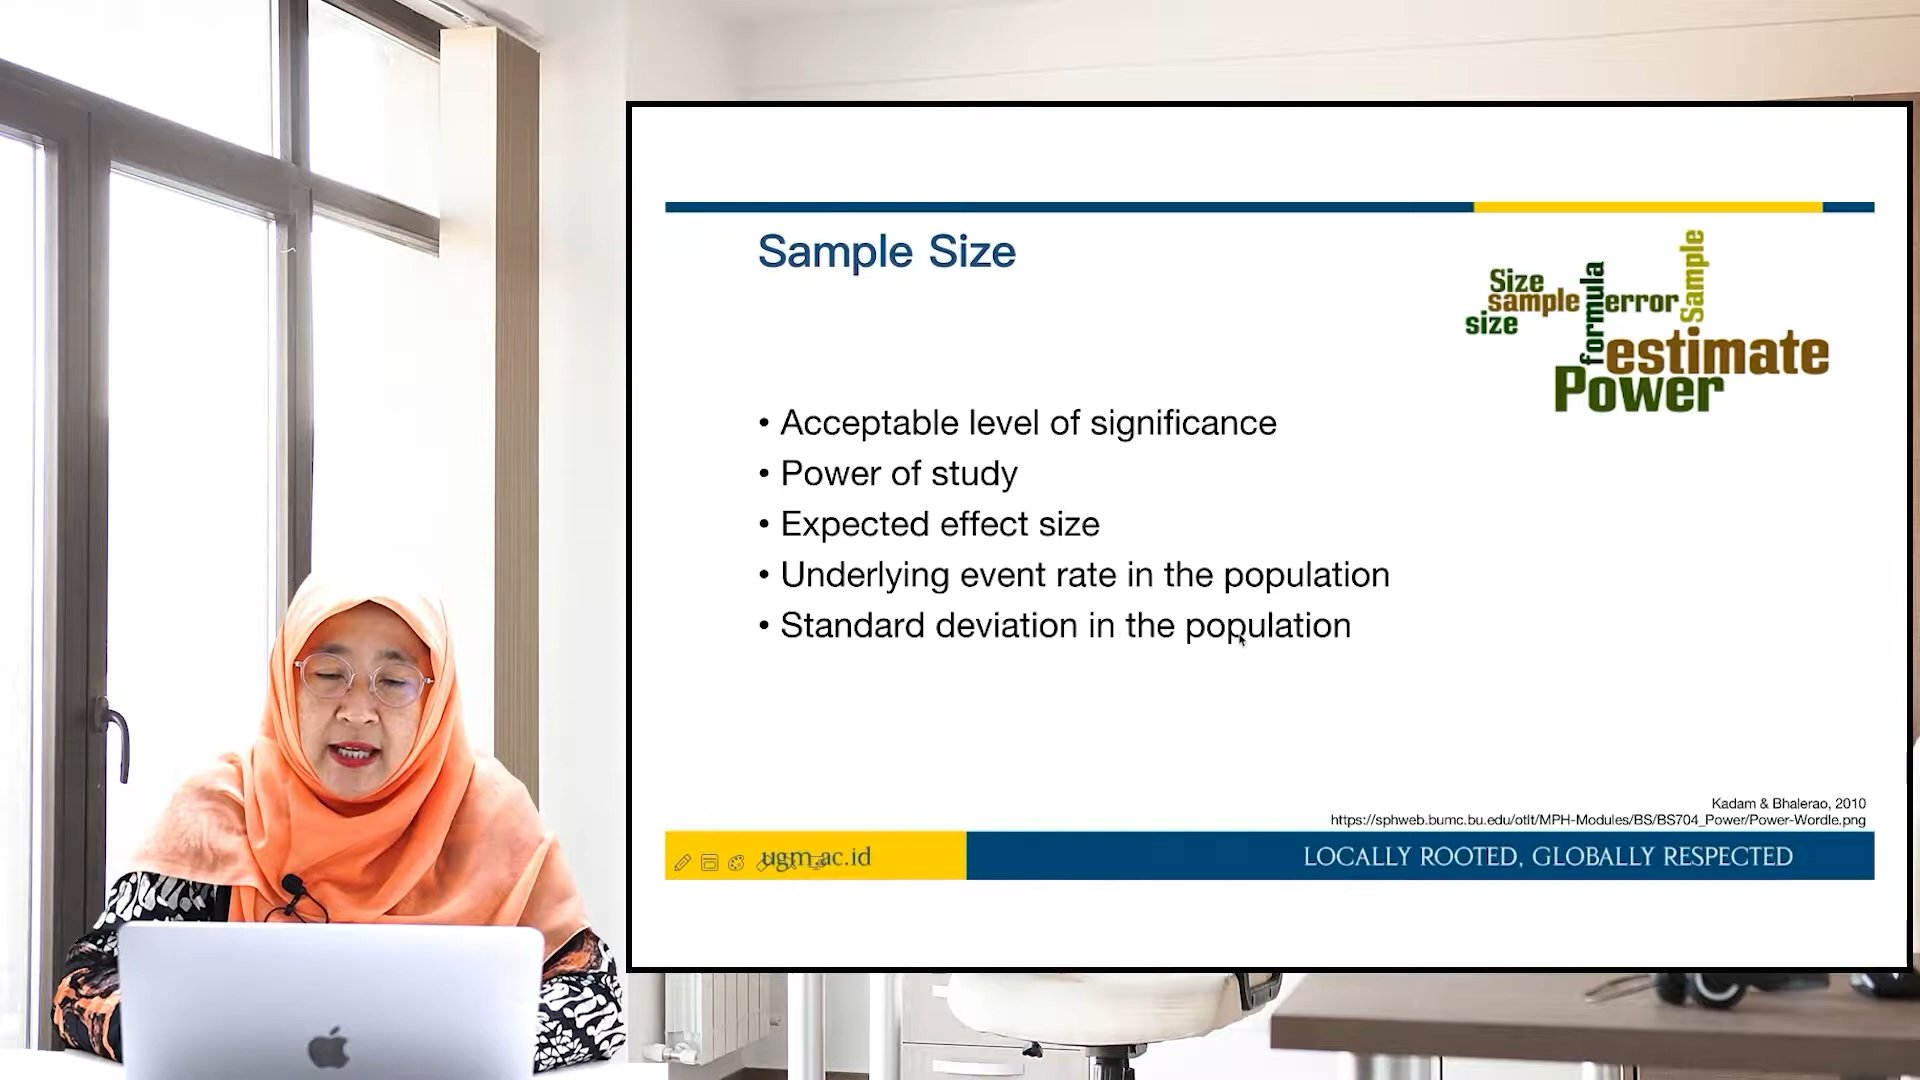 Sample Size
Size
sample
size
formula
error
Sample
estimate
Power
• Acceptable level of significance
• Power of study
• Expected effect size
• Underlying event rate in the population
• Standard deviation in the population
Kadam & Bhalerao, 2010
https://sphweb.bumc.bu.edu/otlt/MPH-Modules/BS/BS704_Power/Power-Wordle.png
ugm.ac.id
LOCALLY ROOTED, GLOBALLY RESPECTED